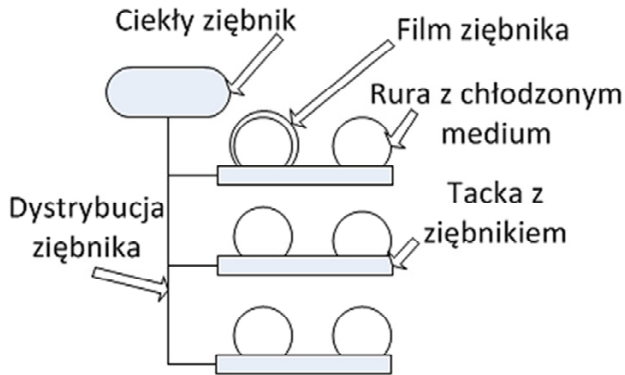 Ciekły ziębnik
Film ziębnika
Rura z chłodzonym
medium
Tacka z
ziębnikiem
Dystrybucja
ziębnika